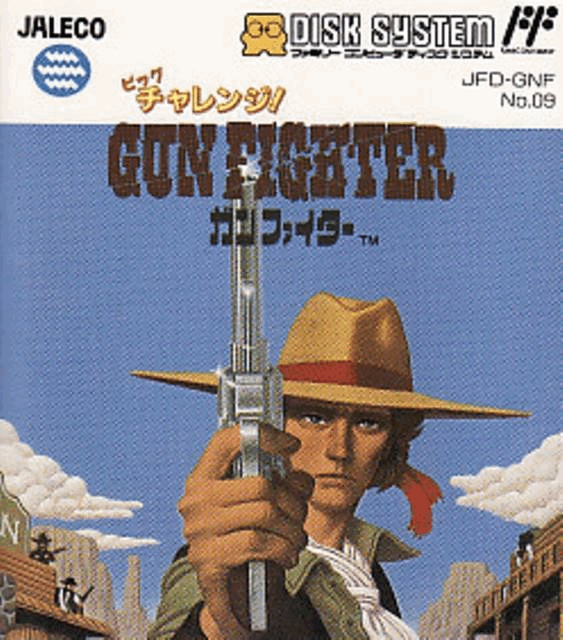 JALECO
DISK SYSTEM
ファミリー コンピュータ ディスク システム
JFD-GNF
No.09
ビッグ
チャレンジ!
GUN FIGHTER
ガンファイター™
N